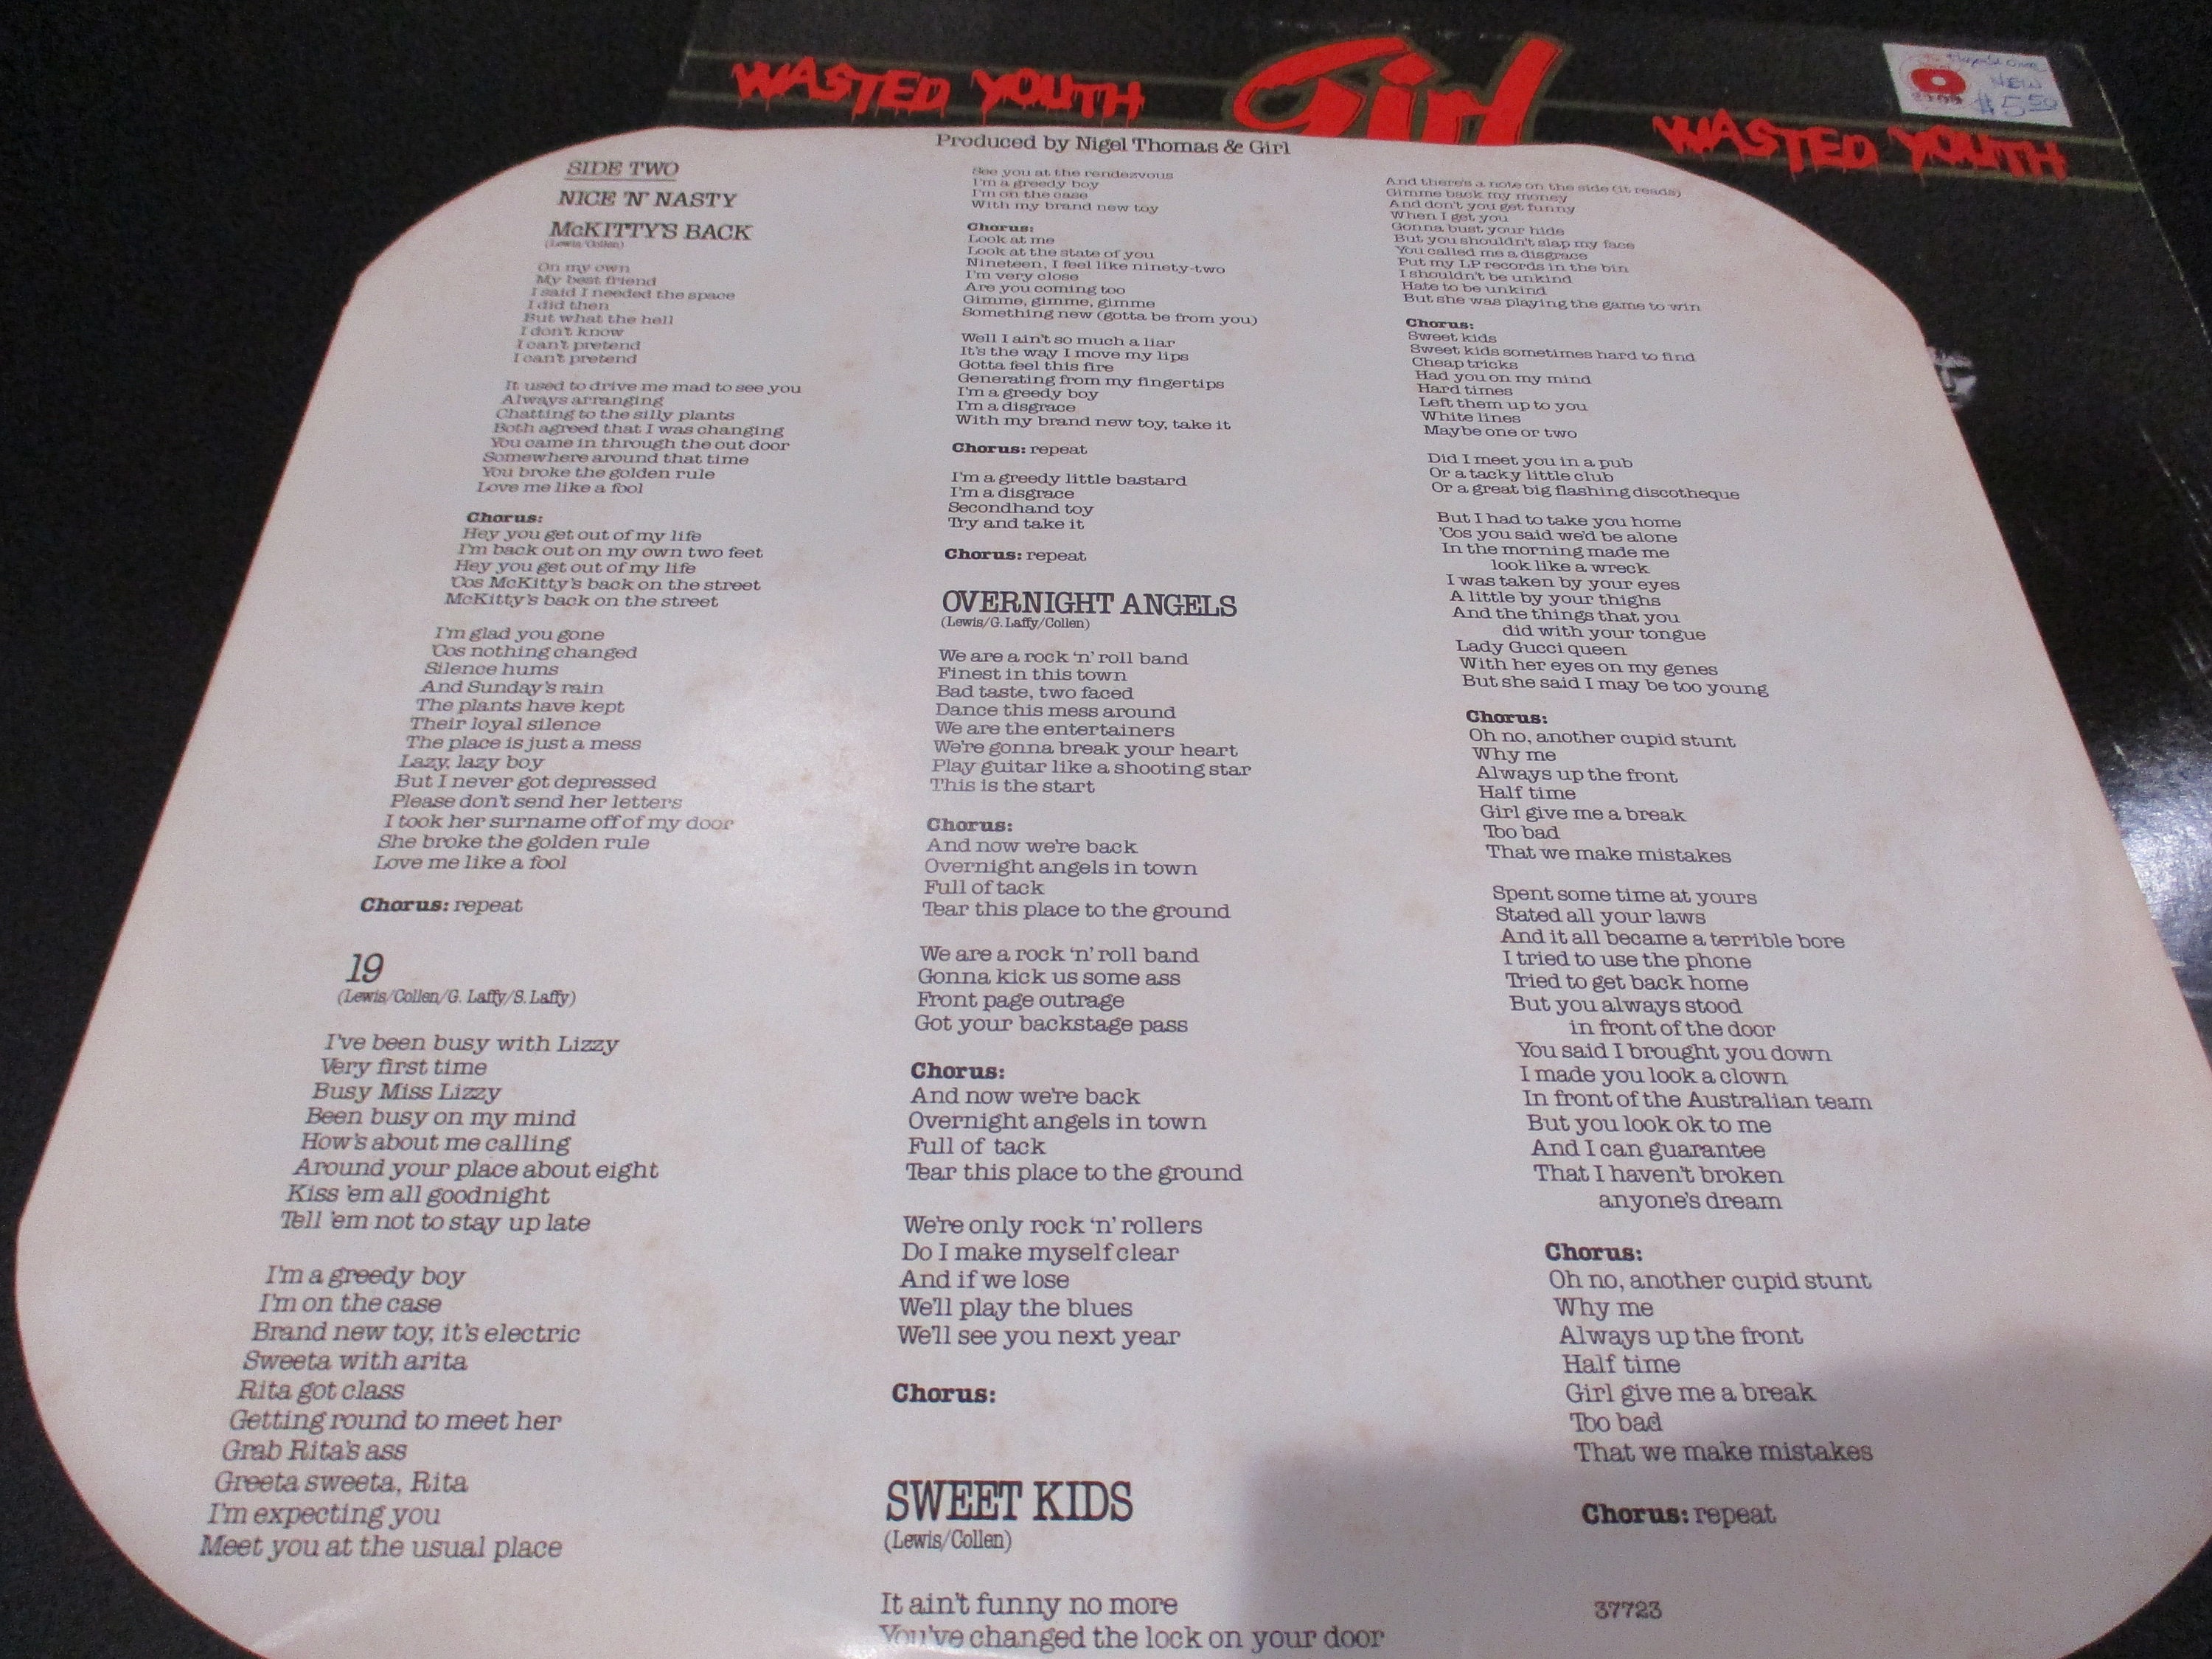 WASTED YOUTH
Girl
WASTED YOUTH
NEW
$5.50
Produced by Nigel Thomas & Girl
SIDE TWO
NICE 'N' NASTY
McKITTY'S BACK
(Lewis/Collen)
On my own
My best friend
I said I needed the space
I did then
But what the hell
I don't know
I can't pretend
I can't pretend
It used to drive me mad to see you
Always arranging
Chatting to the silly plants
Both agreed that I was changing
You came in through the out door
Somewhere around that time
You broke the golden rule
Love me like a fool
Chorus:
Hey you get out of my life
I'm back out on my own two feet
Hey you get out of my life
'Cos McKitty's back on the street
McKitty's back on the street
I'm glad you gone
'Cos nothing changed
Silence hums
And Sunday's rain
The plants have kept
Their loyal silence
The place is just a mess
Lazy, lazy boy
But I never got depressed
Please don't send her letters
I took her surname off of my door
She broke the golden rule
Love me like a fool
Chorus: repeat
19
(Lewis/Collen/G. Laffy/S. Laffy)
I've been busy with Lizzy
Very first time
Busy Miss Lizzy
Been busy on my mind
How's about me calling
Around your place about eight
Kiss 'em all goodnight
Tell 'em not to stay up late
I'm a greedy boy
I'm on the case
Brand new toy, it's electric
Sweeta with arita
Rita got class
Getting round to meet her
Grab Rita's ass
Greeta sweeta, Rita
I'm expecting you
Meet you at the usual place
See you at the rendezvous
I'm a greedy boy
I'm on the case
With my brand new toy
Chorus:
Look at me
Look at the state of you
Nineteen, I feel like ninety-two
I'm very close
Are you coming too
Gimme, gimme, gimme
Something new (gotta be from you)
Well I ain't so much a liar
It's the way I move my lips
Gotta feel this fire
Generating from my fingertips
I'm a greedy boy
I'm a disgrace
With my brand new toy, take it
Chorus: repeat
I'm a greedy little bastard
I'm a disgrace
Secondhand toy
Try and take it
Chorus: repeat
OVERNIGHT ANGELS
(Lewis/G. Laffy/Collen)
We are a rock 'n' roll band
Finest in this town
Bad taste, two faced
Dance this mess around
We are the entertainers
We're gonna break your heart
Play guitar like a shooting star
This is the start
Chorus:
And now we're back
Overnight angels in town
Full of tack
Tear this place to the ground
We are a rock 'n' roll band
Gonna kick us some ass
Front page outrage
Got your backstage pass
Chorus:
And now we're back
Overnight angels in town
Full of tack
Tear this place to the ground
We're only rock 'n' rollers
Do I make myself clear
And if we lose
We'll play the blues
We'll see you next year
Chorus:
SWEET KIDS
(Lewis/Collen)
It ain't funny no more
You've changed the lock on your door
And there's a note on the side (it reads)
Gimme back my money
And don't you get funny
When I get you
Gonna bust your hide
But you shouldn't slap my face
You called me a disgrace
Put my LP records in the bin
I shouldn't be unkind
Hate to be unkind
But she was playing the game to win
Chorus:
Sweet kids
Sweet kids sometimes hard to find
Cheap tricks
Had you on my mind
Hard times
Left them up to you
White lines
Maybe one or two
Did I meet you in a pub
Or a tacky little club
Or a great big flashing discotheque
But I had to take you home
'Cos you said we'd be alone
In the morning made me
look like a wreck
I was taken by your eyes
A little by your thighs
And the things that you
did with your tongue
Lady Gucci queen
With her eyes on my genes
But she said I may be too young
Chorus:
Oh no, another cupid stunt
Why me
Always up the front
Half time
Girl give me a break
Too bad
That we make mistakes
Spent some time at yours
Stated all your laws
And it all became a terrible bore
I tried to use the phone
Tried to get back home
But you always stood
in front of the door
You said I brought you down
I made you look a clown
In front of the Australian team
But you look ok to me
And I can guarantee
That I haven't broken
anyone's dream
Chorus:
Oh no, another cupid stunt
Why me
Always up the front
Half time
Girl give me a break
Too bad
That we make mistakes
Chorus: repeat
37723